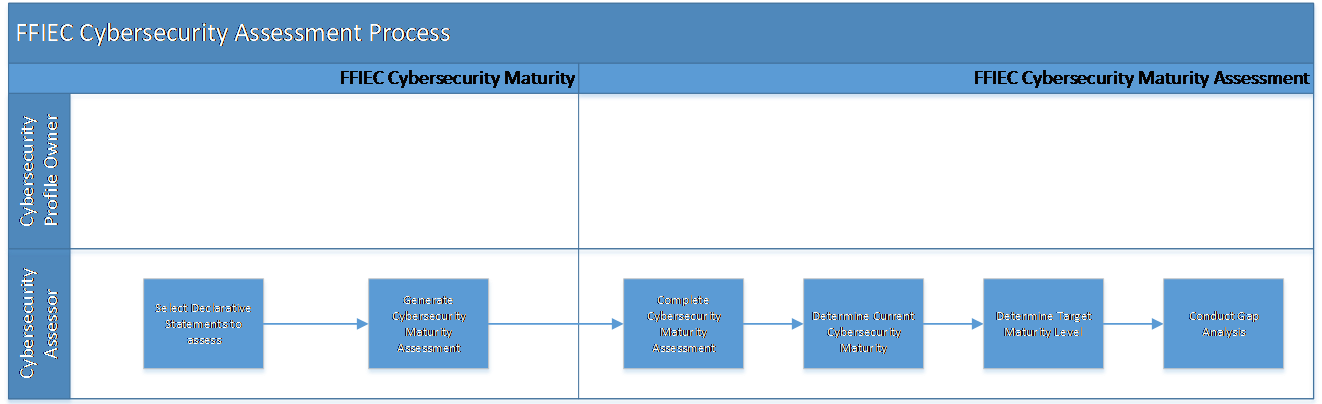 FFIEC Cybersecurity Assessment Process
FFIEC Cybersecurity Maturity
FFIEC Cybersecurity Maturity Assessment
Cybersecurity
Profile Owner
Cybersecurity
Assessor
Select Declarative
Statements to
assess
Generate
Cybersecurity
Maturity
Assessment
Complete
Cybersecurity
Maturity
Assessment
Determine Current
Cybersecurity
Maturity
Determine Target
Maturity Level
Conduct Gap
Analysis